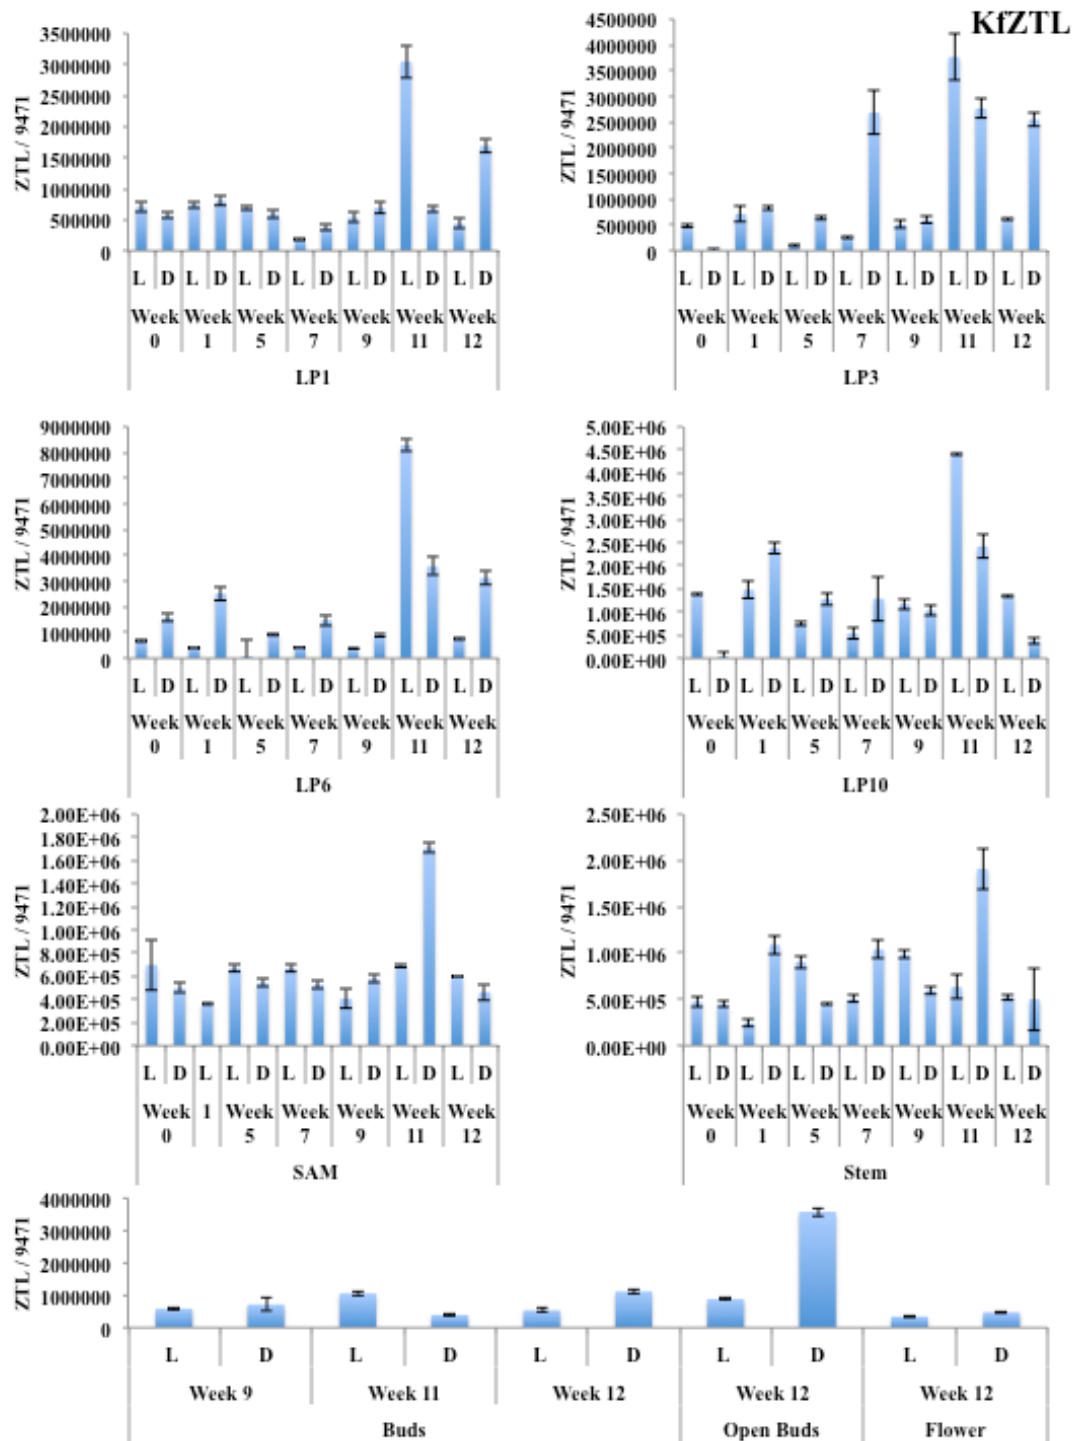 KfZTL
3500000
3000000
2500000
2000000
1500000
1000000
500000
0
ZTL / 9471
L D L D L D L D L D L D L D
Week Week Week Week Week Week Week
0 1 5 7 9 11 12
LP1
4500000
4000000
3500000
3000000
2500000
2000000
1500000
1000000
500000
0
ZTL / 9471
L D L D L D L D L D L D L D
Week Week Week Week Week Week Week
0 1 5 7 9 11 12
LP3
9000000
8000000
7000000
6000000
5000000
4000000
3000000
2000000
1000000
0
ZTL / 9471
L D L D L D L D L D L D L D
Week Week Week Week Week Week Week
0 1 5 7 9 11 12
LP6
5.00E+06
4.50E+06
4.00E+06
3.50E+06
3.00E+06
2.50E+06
2.00E+06
1.50E+06
1.00E+06
5.00E+05
0.00E+00
ZTL / 9471
L D L D L D L D L D L D L D
Week Week Week Week Week Week Week
0 1 5 7 9 11 12
LP10
2.00E+06
1.80E+06
1.60E+06
1.40E+06
1.20E+06
1.00E+06
8.00E+05
6.00E+05
4.00E+05
2.00E+05
0.00E+00
ZTL / 9471
L D L L D L D L D L D L D
Week 1 Week Week Week Week Week
0 5 7 9 11 12
SAM
2.50E+06
2.00E+06
1.50E+06
1.00E+06
5.00E+05
0.00E+00
ZTL / 9471
L D L D L D L D L D L D L D
Week Week Week Week Week Week Week
0 1 5 7 9 11 12
Stem
4000000
3000000
2000000
1000000
0
ZTL / 9471
L D L D L D L D L D
Week 9 Week 11 Week 12 Week 12 Week 12
Buds Open Buds Flower